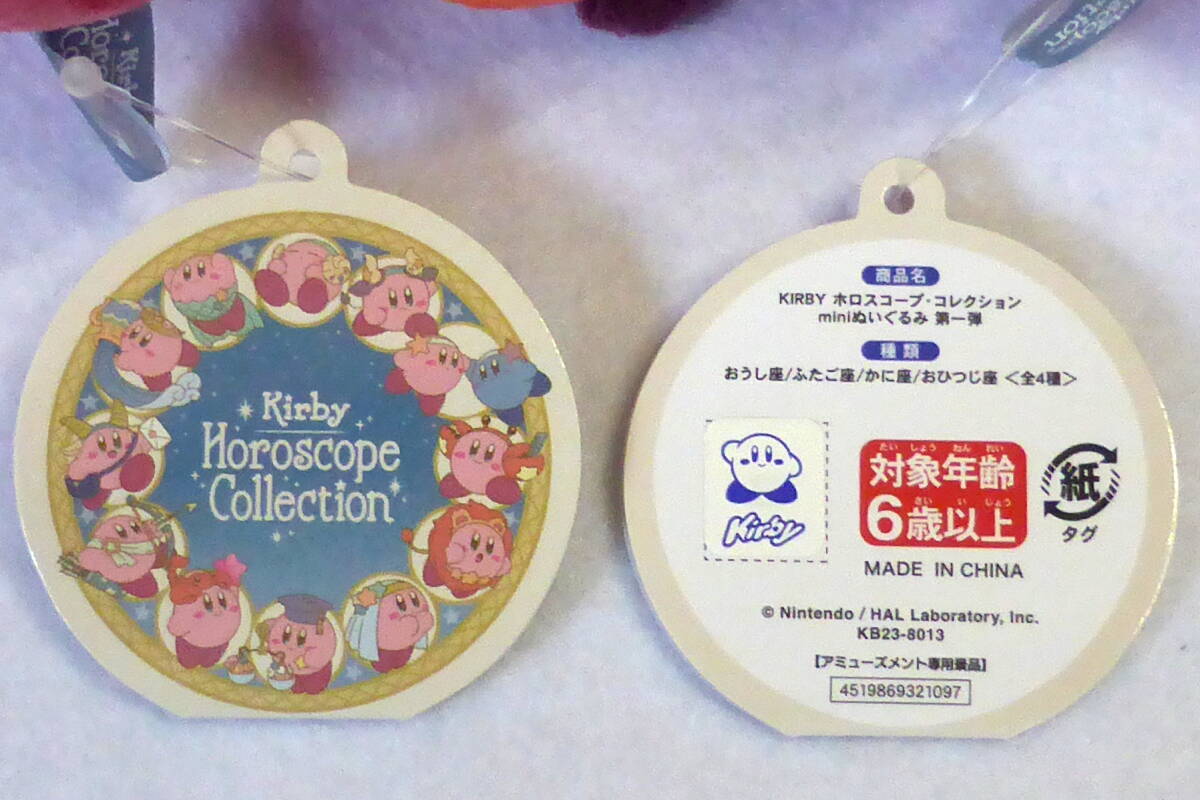 Kirby
Horoscope
Collection
商品名
KIRBY ホロスコープ・コレクション
miniぬいぐるみ 第一弾
種類
おうし座/ふたご座/かに座/おひつじ座 <全4種>
Kirby
たいしょうねんれい
対象年齢
さいいじょう
6歳以上
紙
タグ
MADE IN CHINA
© Nintendo / HAL Laboratory, Inc.
KB23-8013
【アミューズメント専用景品】
4519869321097